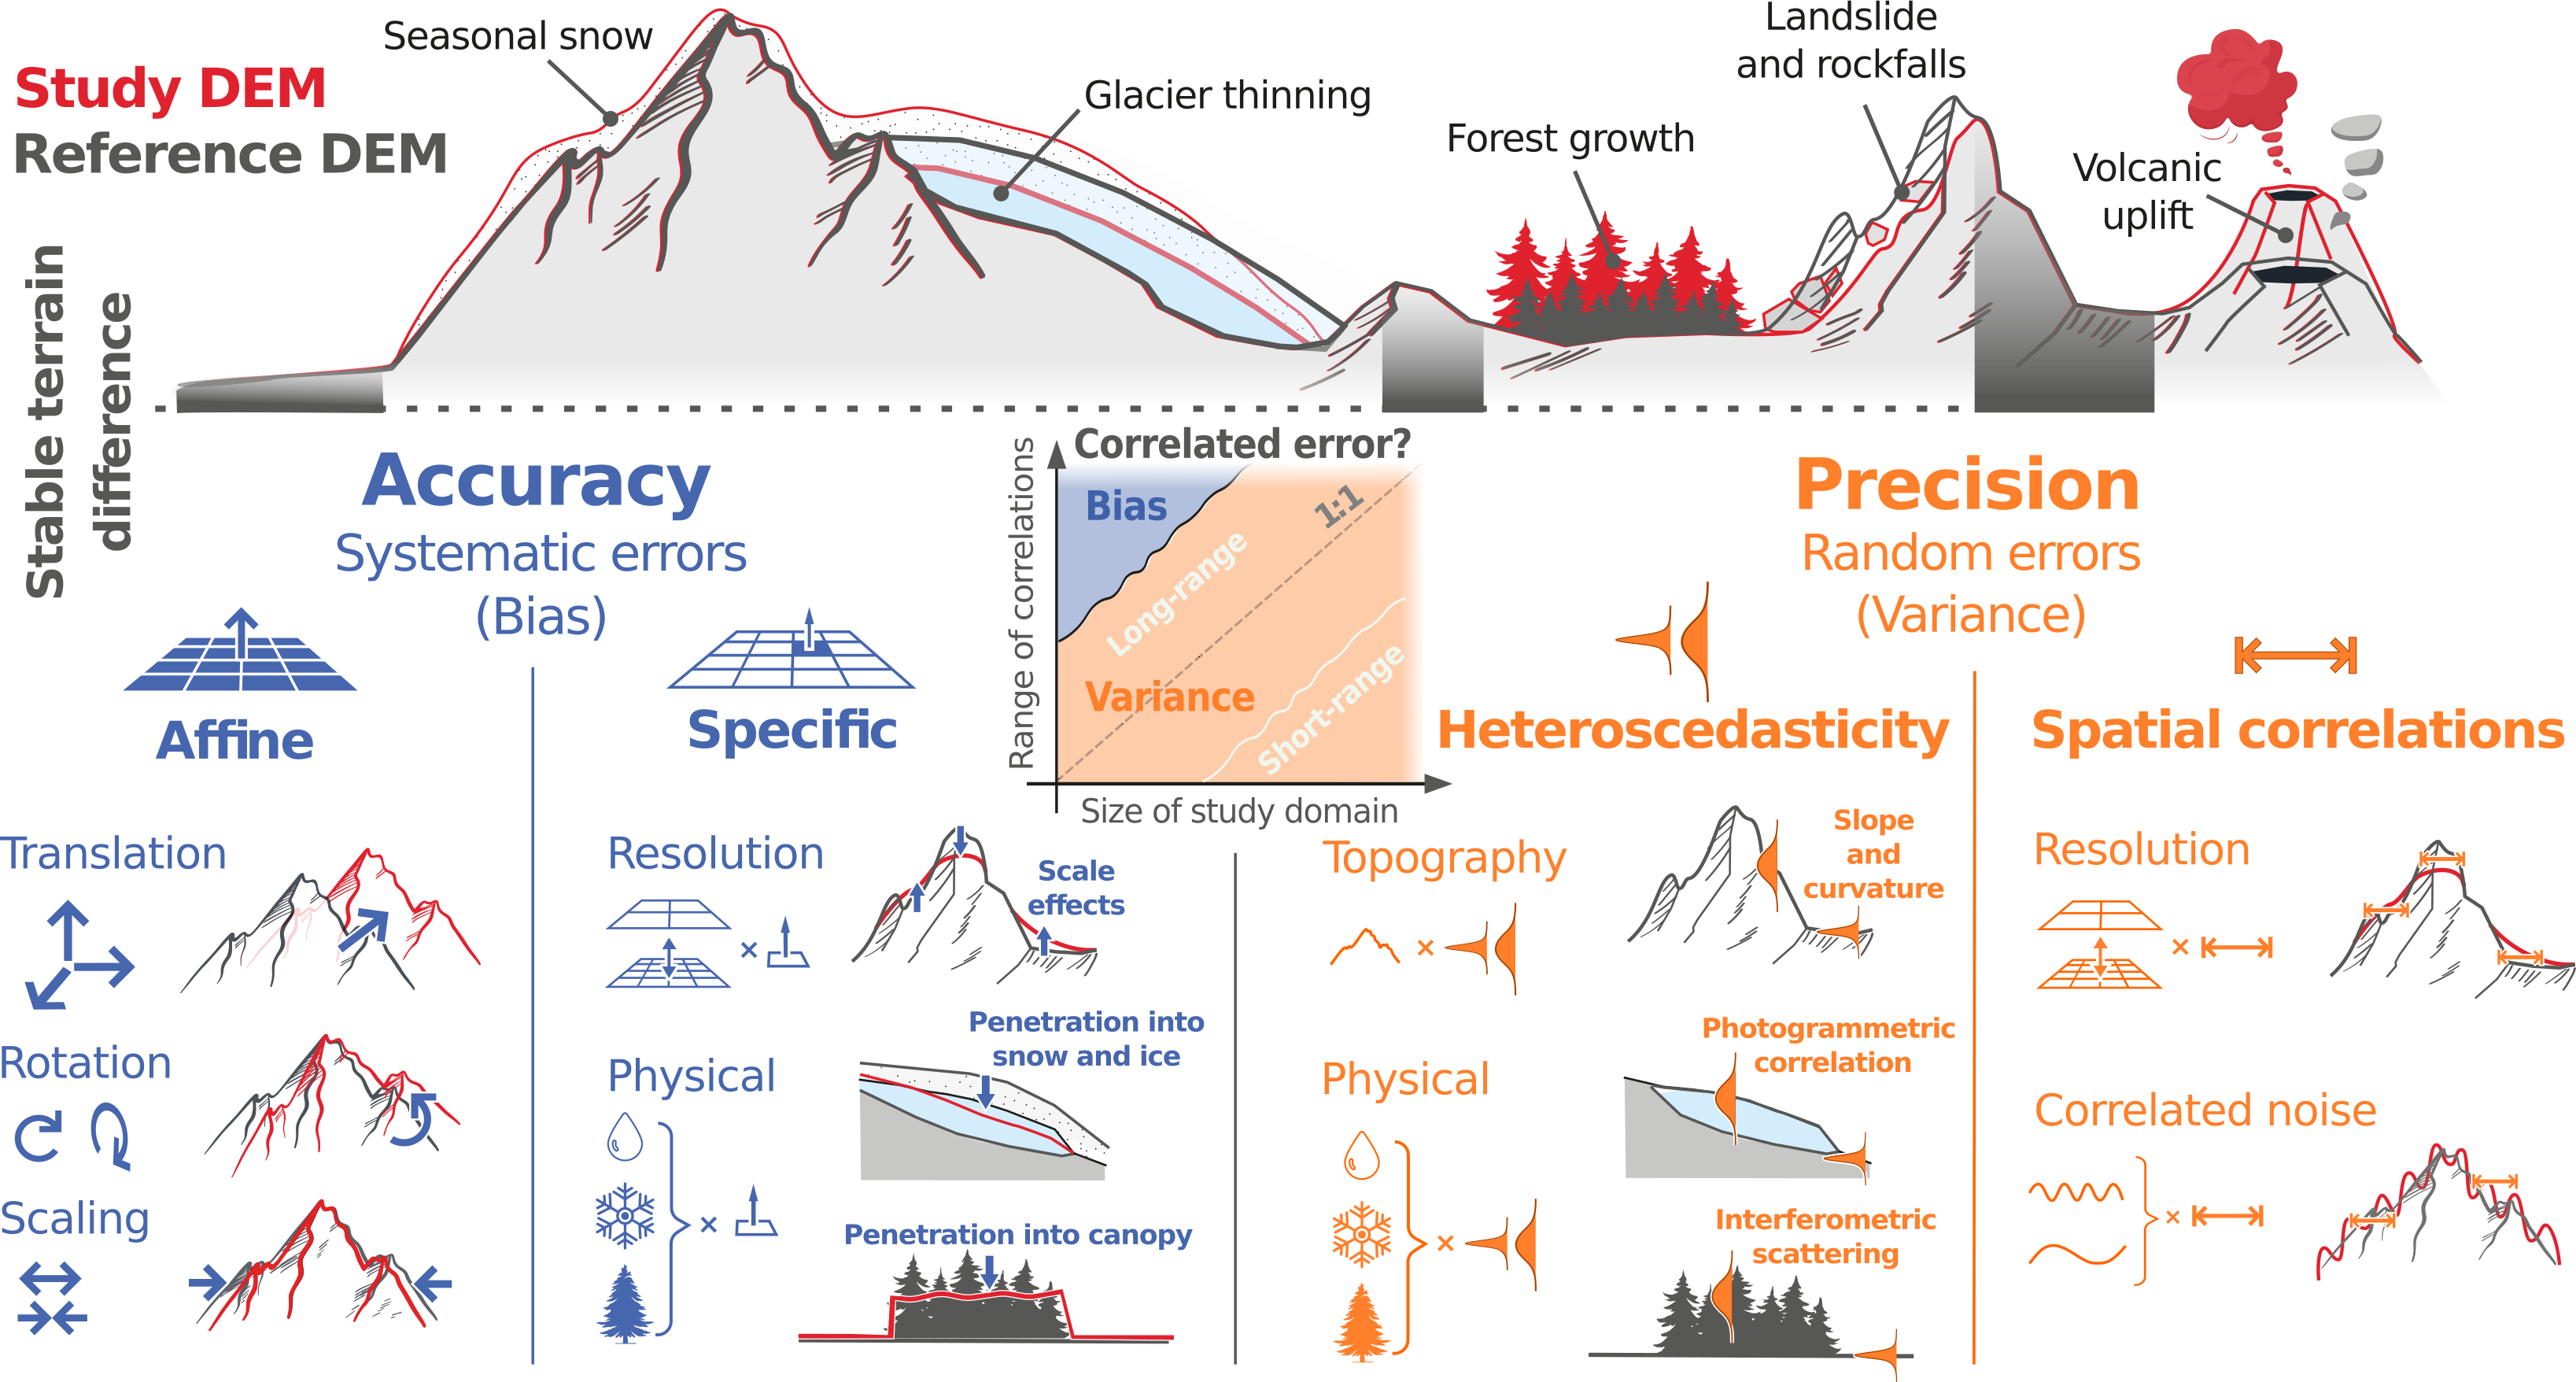 Study DEM
Reference DEM
Seasonal snow
Glacier thinning
Forest growth
Landslide
and rockfalls
Volcanic
uplift
Stable terrain
difference
Accuracy
Systematic errors
(Bias)
Affine
Specific
Translation
Rotation
Scaling
Resolution
×
Scale
effects
Physical
×
Penetration into
snow and ice
Penetration into canopy
Correlated error?
Range of correlations
Size of study domain
Bias
Variance
Long-range
1:1
Short-range
Precision
Random errors
(Variance)
Heteroscedasticity
Spatial correlations
Topography
×
Slope
and
curvature
Physical
×
Photogrammetric
correlation
Interferometric
scattering
Resolution
×
Correlated noise
×